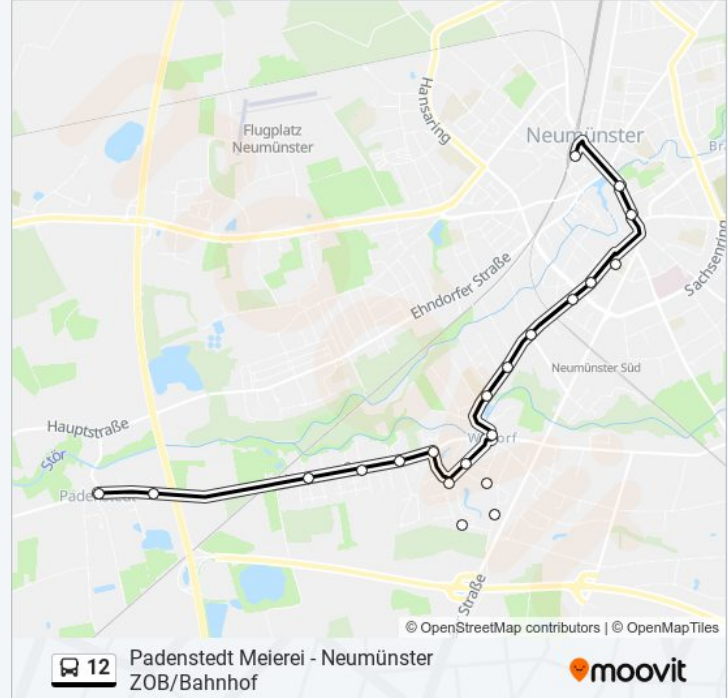 Hansaring
Flugplatz
Neumünster
Neumünster
Bra
Sachsenring
Ehndorfer Straße
Neumünster Süd
Hauptstraße
Stör
Straße
© OpenStreetMap contributors | © OpenMapTiles
12
Padenstedt Meierei - Neumünster
ZOB/Bahnhof
moovit